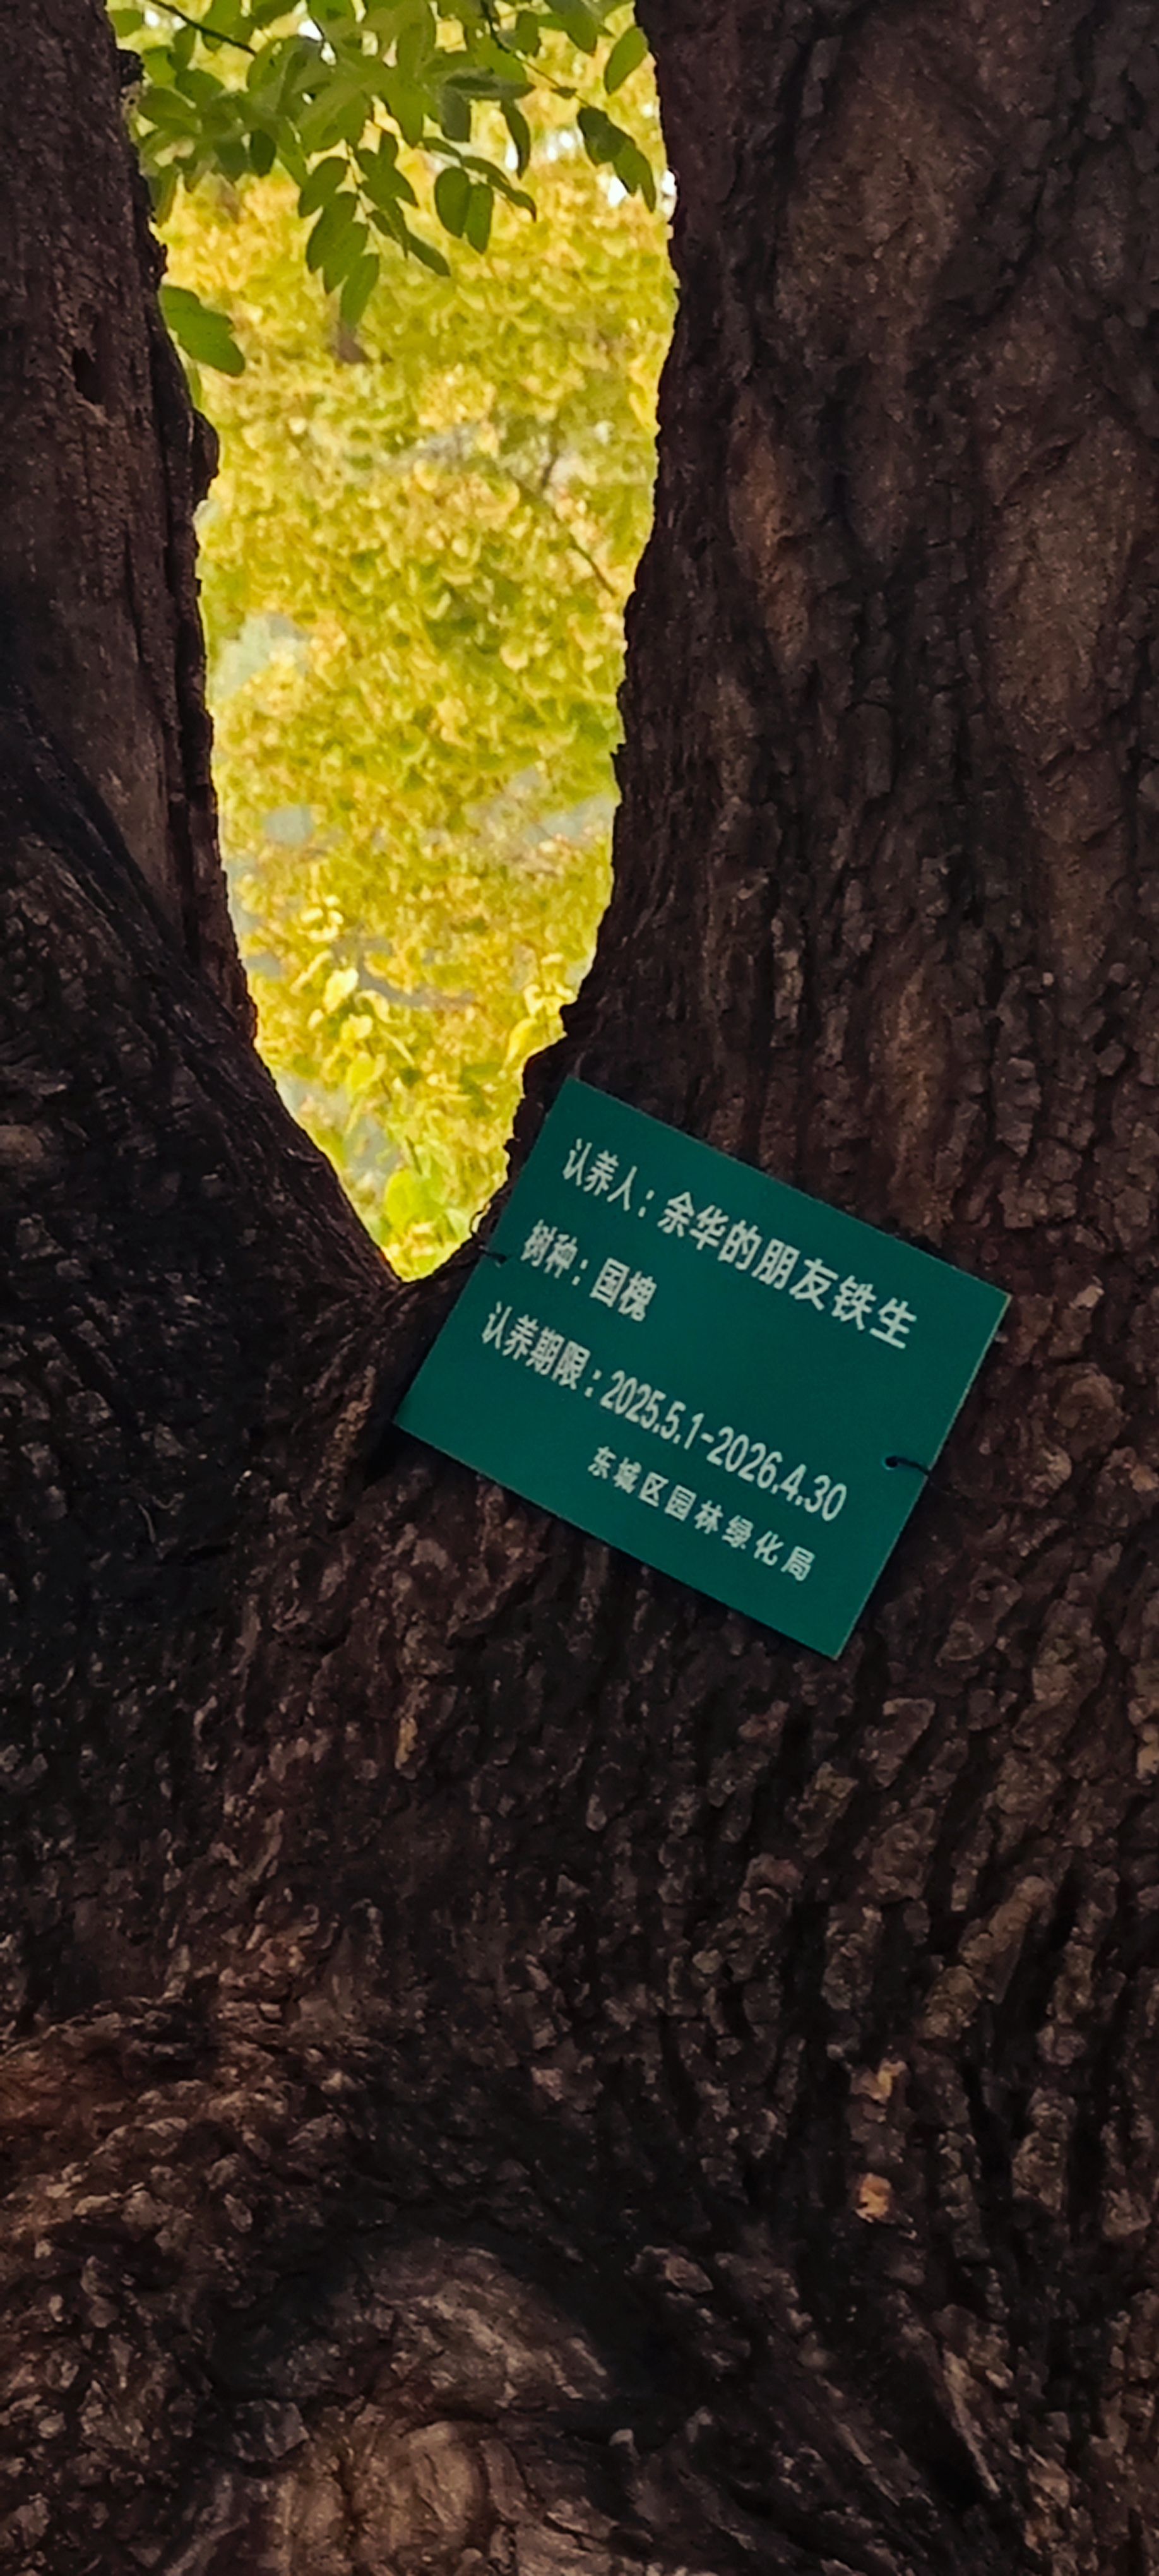 认养人：余华的朋友铁生
树种：国槐
认养期限：2025.5.1-2026.4.30
东城区园林绿化局